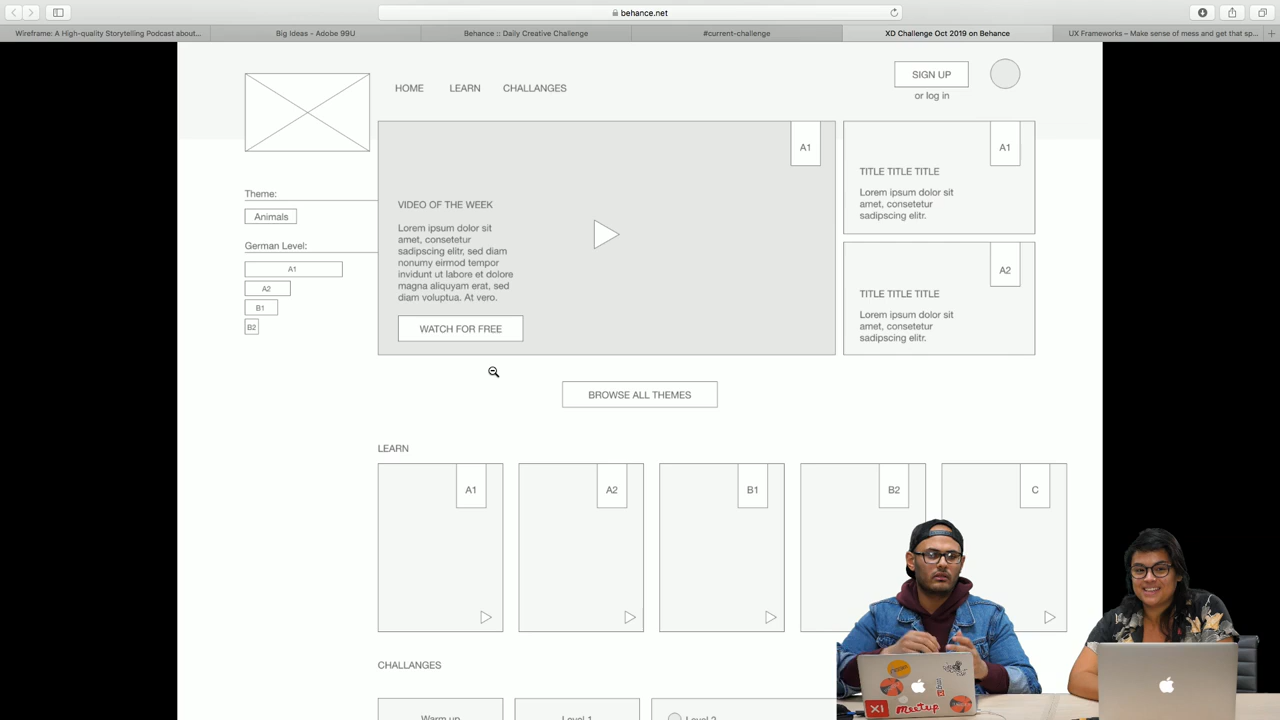 behance.net
Wireframe: A High-quality Storytelling Podcast about...
Big Ideas - Adobe 99U
Behance :: Daily Creative Challenge
#current-challenge
XD Challenge Oct 2019 on Behance
UX Frameworks – Make sense of mess and get that sp...
HOME
LEARN
CHALLANGES
SIGN UP
or log in
Theme:
Animals
German Level:
A1
A2
B1
B2
A1
VIDEO OF THE WEEK
Lorem ipsum dolor sit
amet, consetetur
sadipscing elitr, sed diam
nonumy eirmod tempor
invidunt ut labore et dolore
magna aliquyam erat, sed
diam voluptua. At vero.
WATCH FOR FREE
A1
TITLE TITLE TITLE
Lorem ipsum dolor sit
amet, consetetur
sadipscing elitr.
A2
TITLE TITLE TITLE
Lorem ipsum dolor sit
amet, consetetur
sadipscing elitr.
BROWSE ALL THEMES
LEARN
A1
A2
B1
B2
C
CHALLANGES
Warm up
Level 1
Level 2
meetup